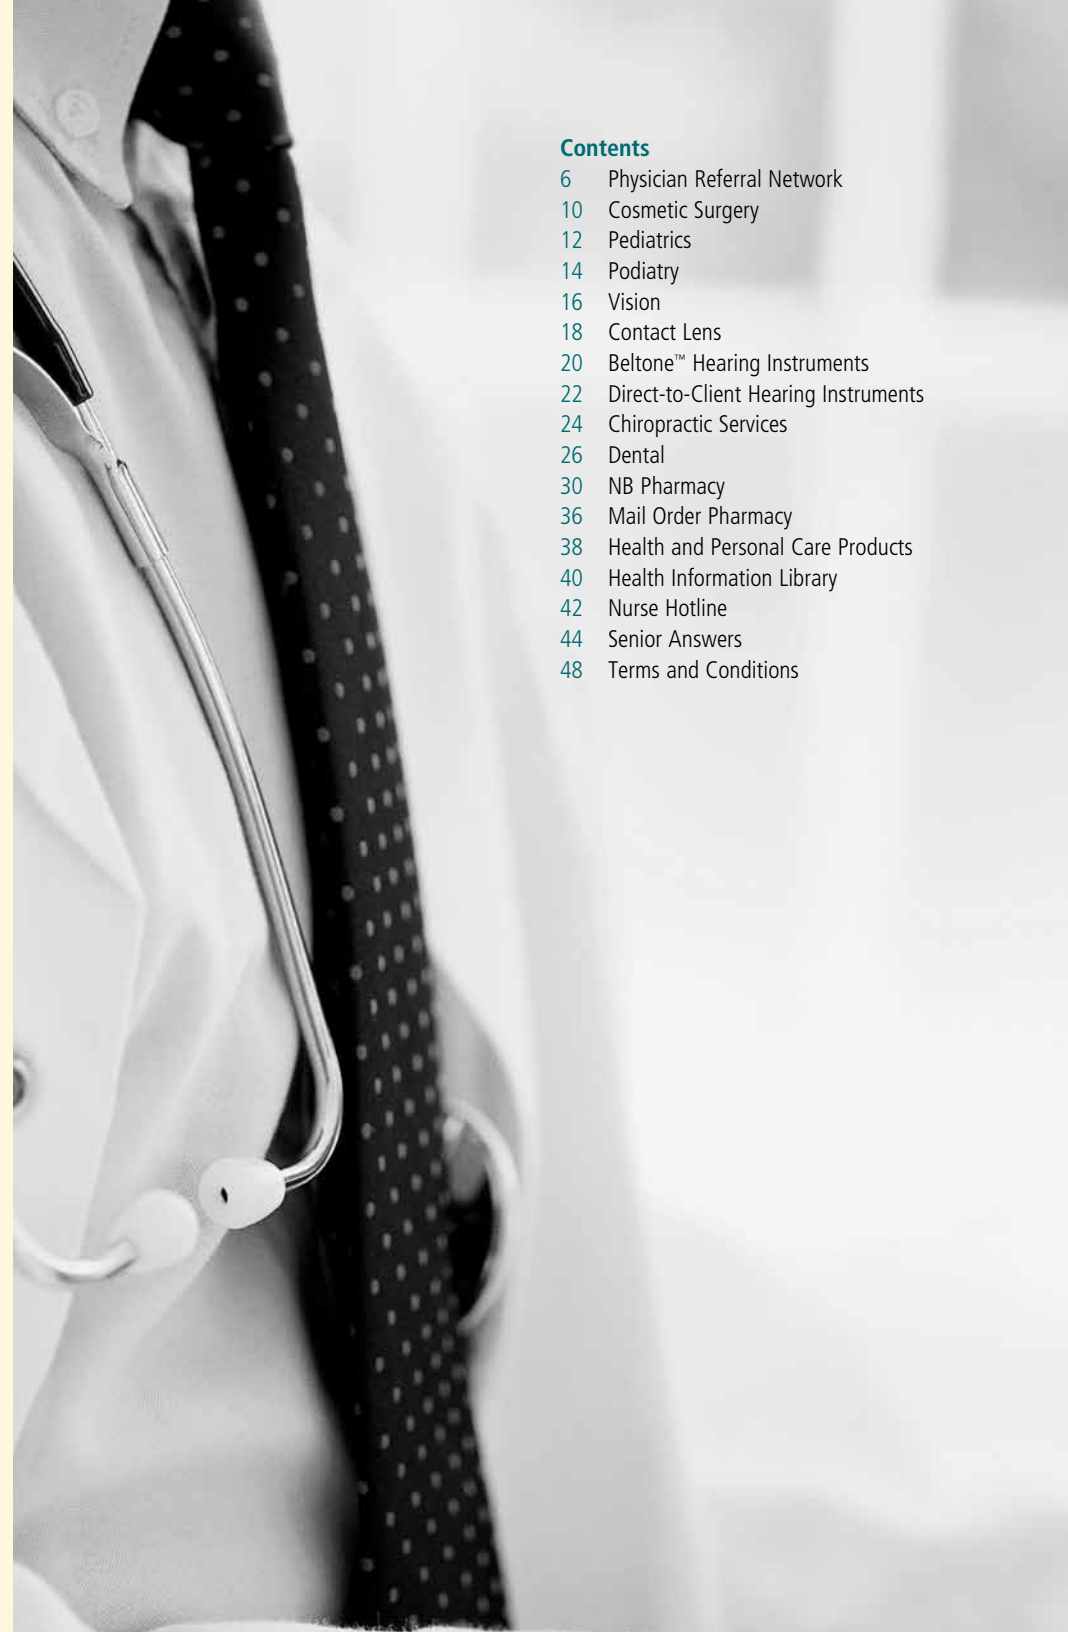 Contents
6 Physician Referral Network
10 Cosmetic Surgery
12 Pediatrics
14 Podiatry
16 Vision
18 Contact Lens
20 Beltone™ Hearing Instruments
22 Direct-to-Client Hearing Instruments
24 Chiropractic Services
26 Dental
30 NB Pharmacy
36 Mail Order Pharmacy
38 Health and Personal Care Products
40 Health Information Library
42 Nurse Hotline
44 Senior Answers
48 Terms and Conditions